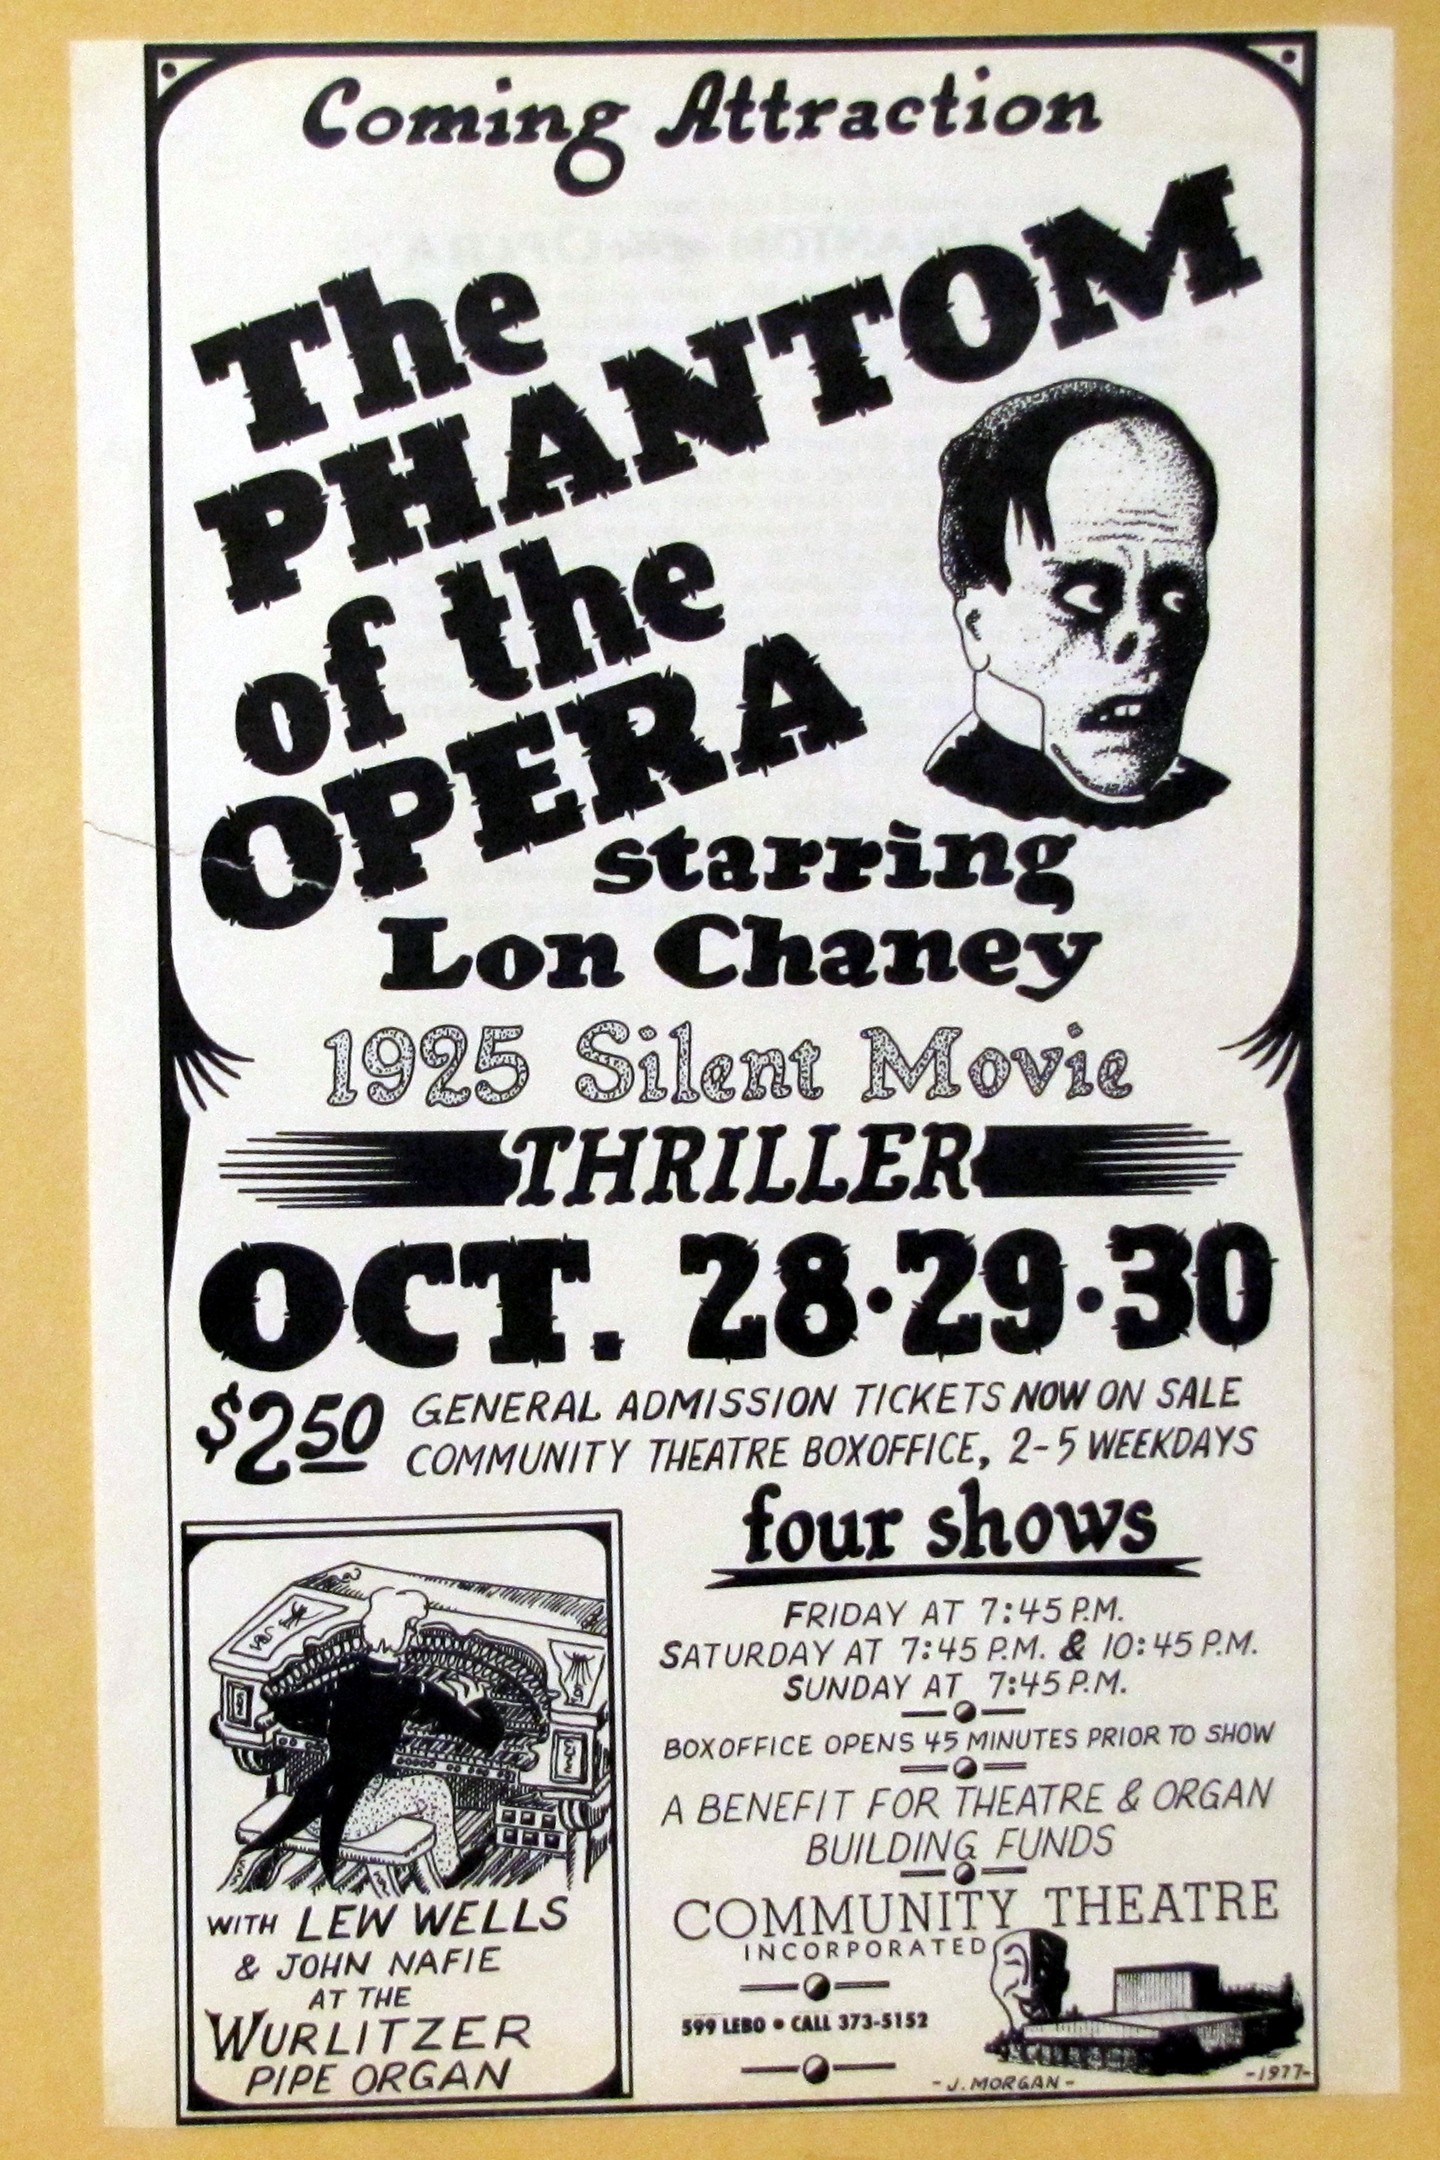 Coming Attraction
The
PHANTOM
of the
OPERA
starring
Lon Chaney
1925 Silent Movie
THRILLER
OCT. 28·29·30
$2.50 GENERAL ADMISSION TICKETS NOW ON SALE
COMMUNITY THEATRE BOXOFFICE, 2-5 WEEKDAYS
four shows
FRIDAY AT 7:45 P.M.
SATURDAY AT 7:45 P.M. & 10:45 P.M.
SUNDAY AT 7:45 P.M.
BOXOFFICE OPENS 45 MINUTES PRIOR TO SHOW
A BENEFIT FOR THEATRE & ORGAN
BUILDING FUNDS
WITH LEW WELLS
& JOHN NAFIE
AT THE
WURLITZER
PIPE ORGAN
COMMUNITY THEATRE
INCORPORATED
599 LEBO • CALL 373-5152
-J. MORGAN-
-1977-